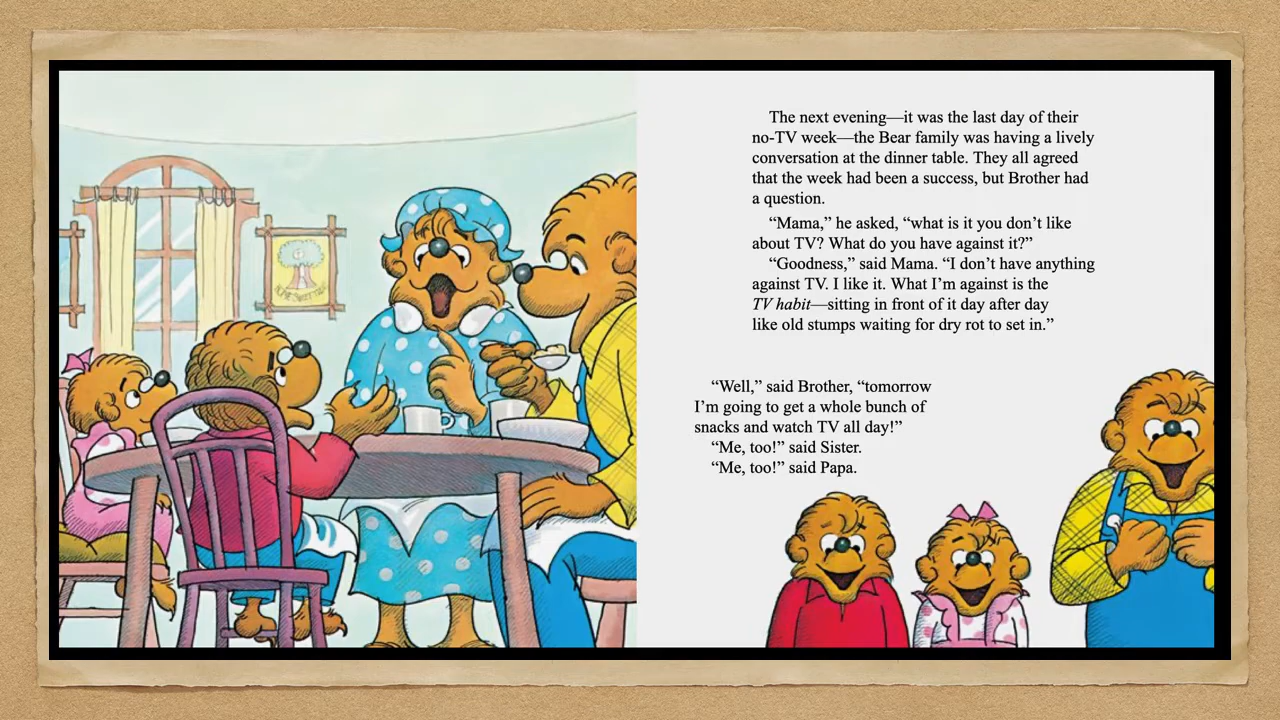 The next evening—it was the last day of their
no-TV week—the Bear family was having a lively
conversation at the dinner table. They all agreed
that the week had been a success, but Brother had
a question.
“Mama,” he asked, “what is it you don’t like
about TV? What do you have against it?”
“Goodness,” said Mama. “I don’t have anything
against TV. I like it. What I’m against is the
TV habit—sitting in front of it day after day
like old stumps waiting for dry rot to set in.”
“Well,” said Brother, “tomorrow
I’m going to get a whole bunch of
snacks and watch TV all day!”
“Me, too!” said Sister.
“Me, too!” said Papa.